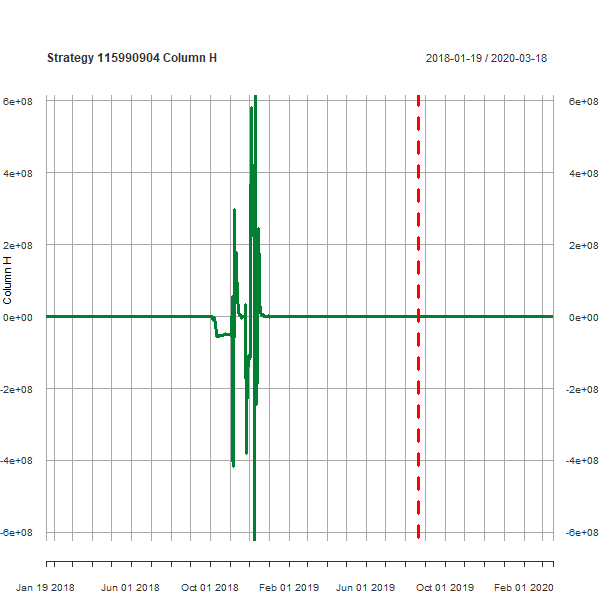 Strategy 115990904 Column H
2018-01-19 / 2020-03-18
6e+08 6e+08
4e+08 4e+08
2e+08 2e+08
0e+00 0e+00
-2e+08 -2e+08
-4e+08 -4e+08
-6e+08 -6e+08
Column H
Jan 19 2018 Jun 01 2018 Oct 01 2018 Feb 01 2019 Jun 01 2019 Oct 01 2019 Feb 01 2020